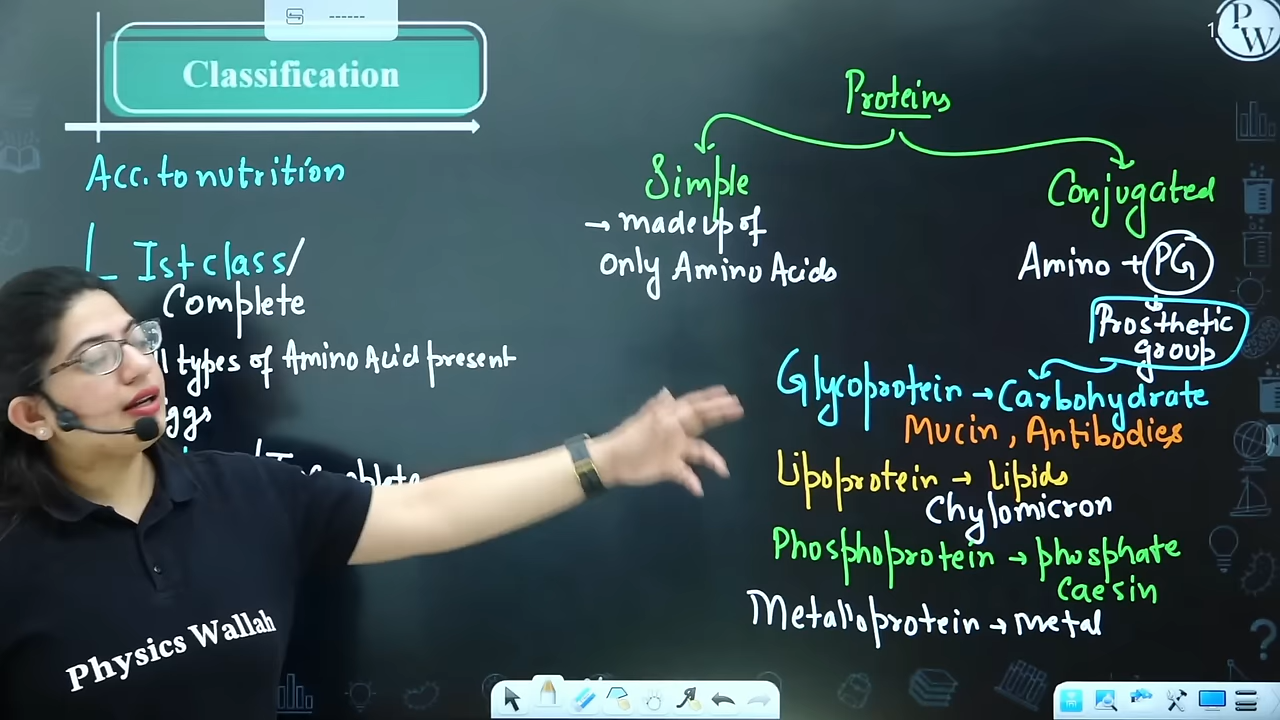 Classification
P
W
Acc. to nutrition
Ist class/
Complete
types of Amino Acid present
Proteins
Simple
→ made up of
only Amino Acids
Conjugated
Amino + PG
Prosthetic
group
Glycoprotein → Carbohydrate
Mucin, Antibodies
Lipoprotein → Lipids
Chylomicron
Phosphoprotein → phosphate
caesin
Metalloprotein → metal
Physics Wallah